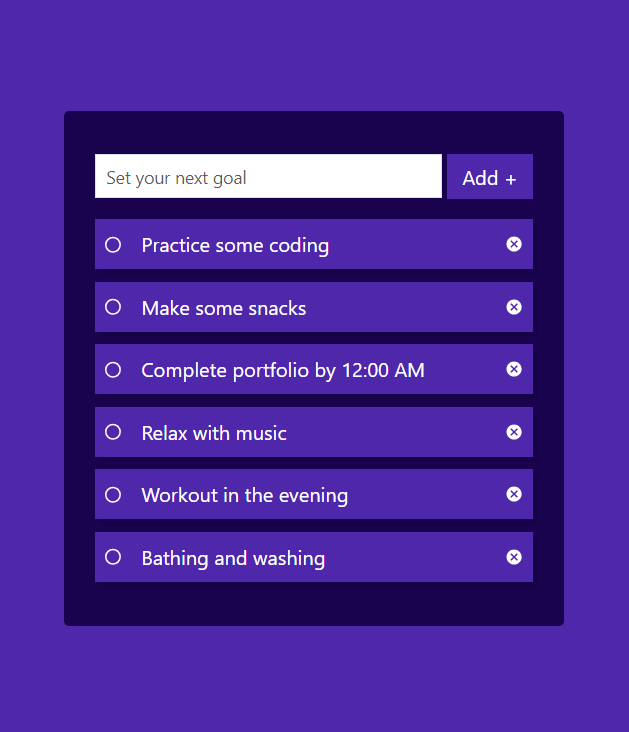 Set your next goal
Add +
Practice some coding
Make some snacks
Complete portfolio by 12:00 AM
Relax with music
Workout in the evening
Bathing and washing